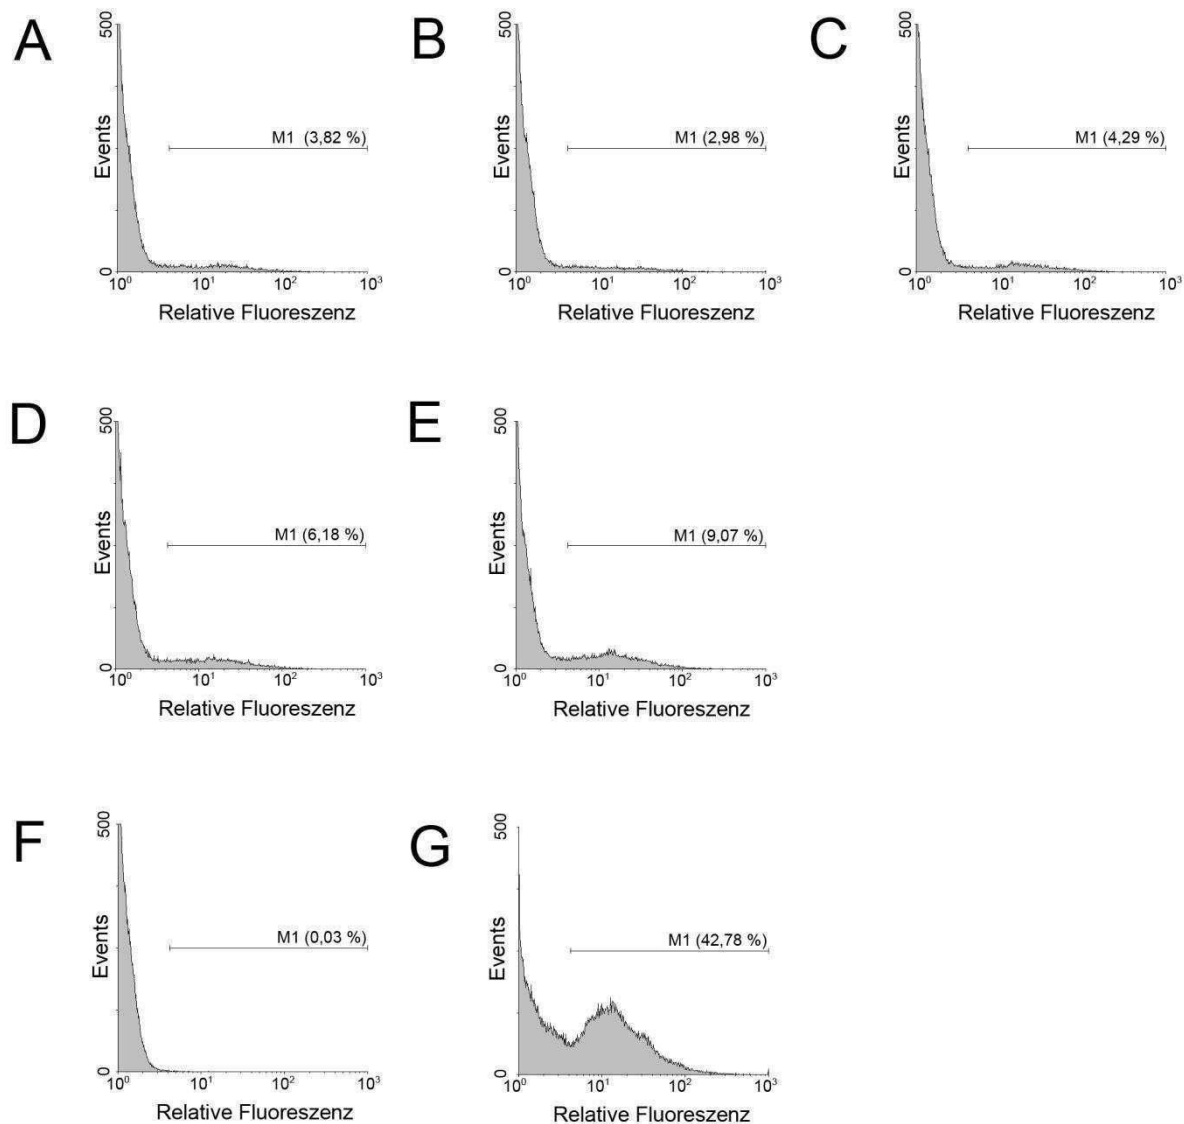 A
500
Events
0
M1 (3,82 %)
10⁰ 10¹ 10² 10³
Relative Fluoreszenz
B
500
Events
0
M1 (2,98 %)
10⁰ 10¹ 10² 10³
Relative Fluoreszenz
C
500
Events
0
M1 (4,29 %)
10⁰ 10¹ 10² 10³
Relative Fluoreszenz
D
500
Events
0
M1 (6,18 %)
10⁰ 10¹ 10² 10³
Relative Fluoreszenz
E
500
Events
0
M1 (9,07 %)
10⁰ 10¹ 10² 10³
Relative Fluoreszenz
F
500
Events
0
M1 (0,03 %)
10⁰ 10¹ 10² 10³
Relative Fluoreszenz
G
500
Events
0
M1 (42,78 %)
10⁰ 10¹ 10² 10³
Relative Fluoreszenz